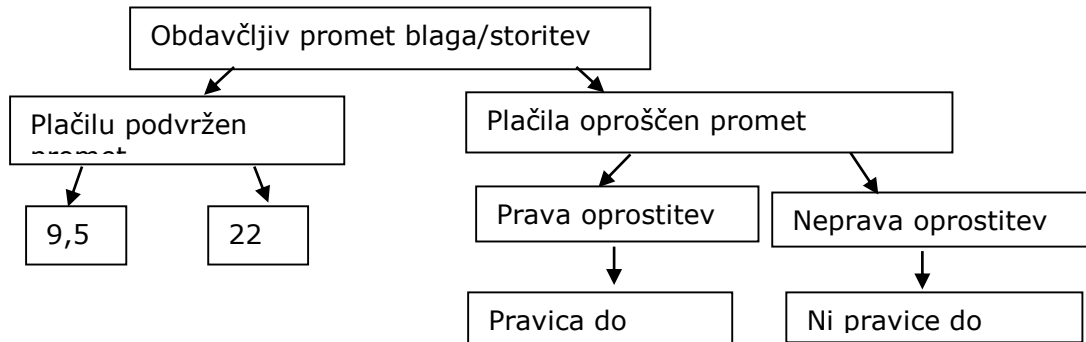 Obdavčljiv promet blaga/storitev
Plačilu podvržen
Plačila oproščen promet
9,5
22
Prava oprostitev
Neprava oprostitev
Pravica do
Ni pravice do